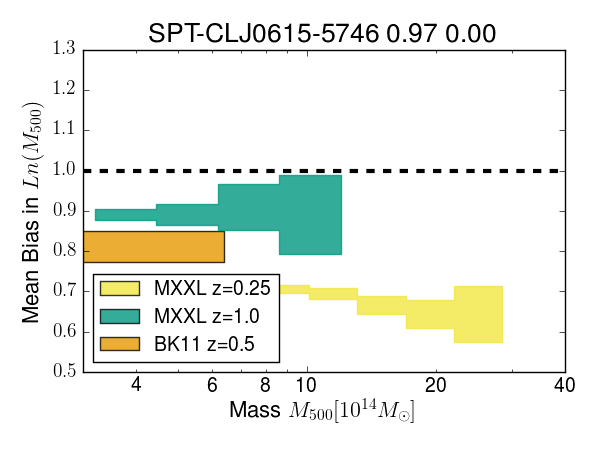 SPT-CLJ0615-5746 0.97 0.00
Mean Bias in Ln(M₅₀₀)
1.3
1.2
1.1
1.0
0.9
0.8
0.7
0.6
0.5
MXXL z=0.25
MXXL z=1.0
BK11 z=0.5
4 6 8 10 20 40
Mass M₅₀₀[10¹⁴M☉]